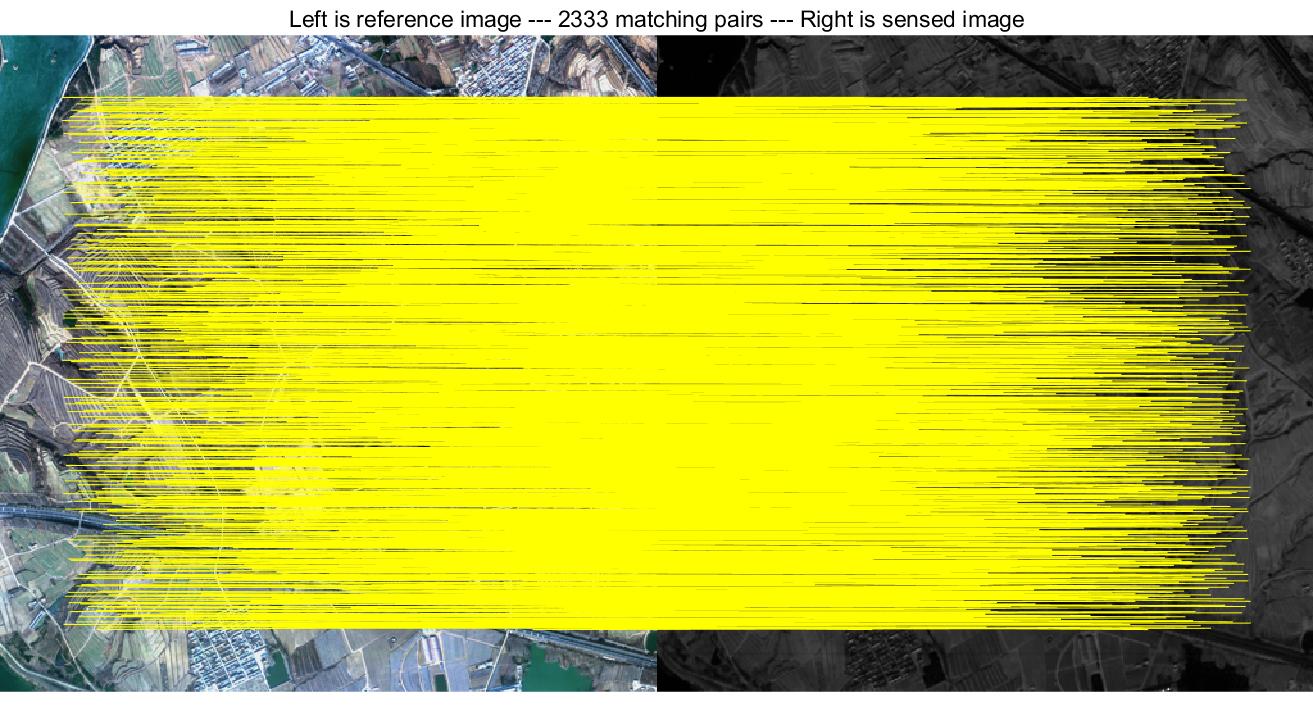 Left is reference image --- 2333 matching pairs --- Right is sensed image